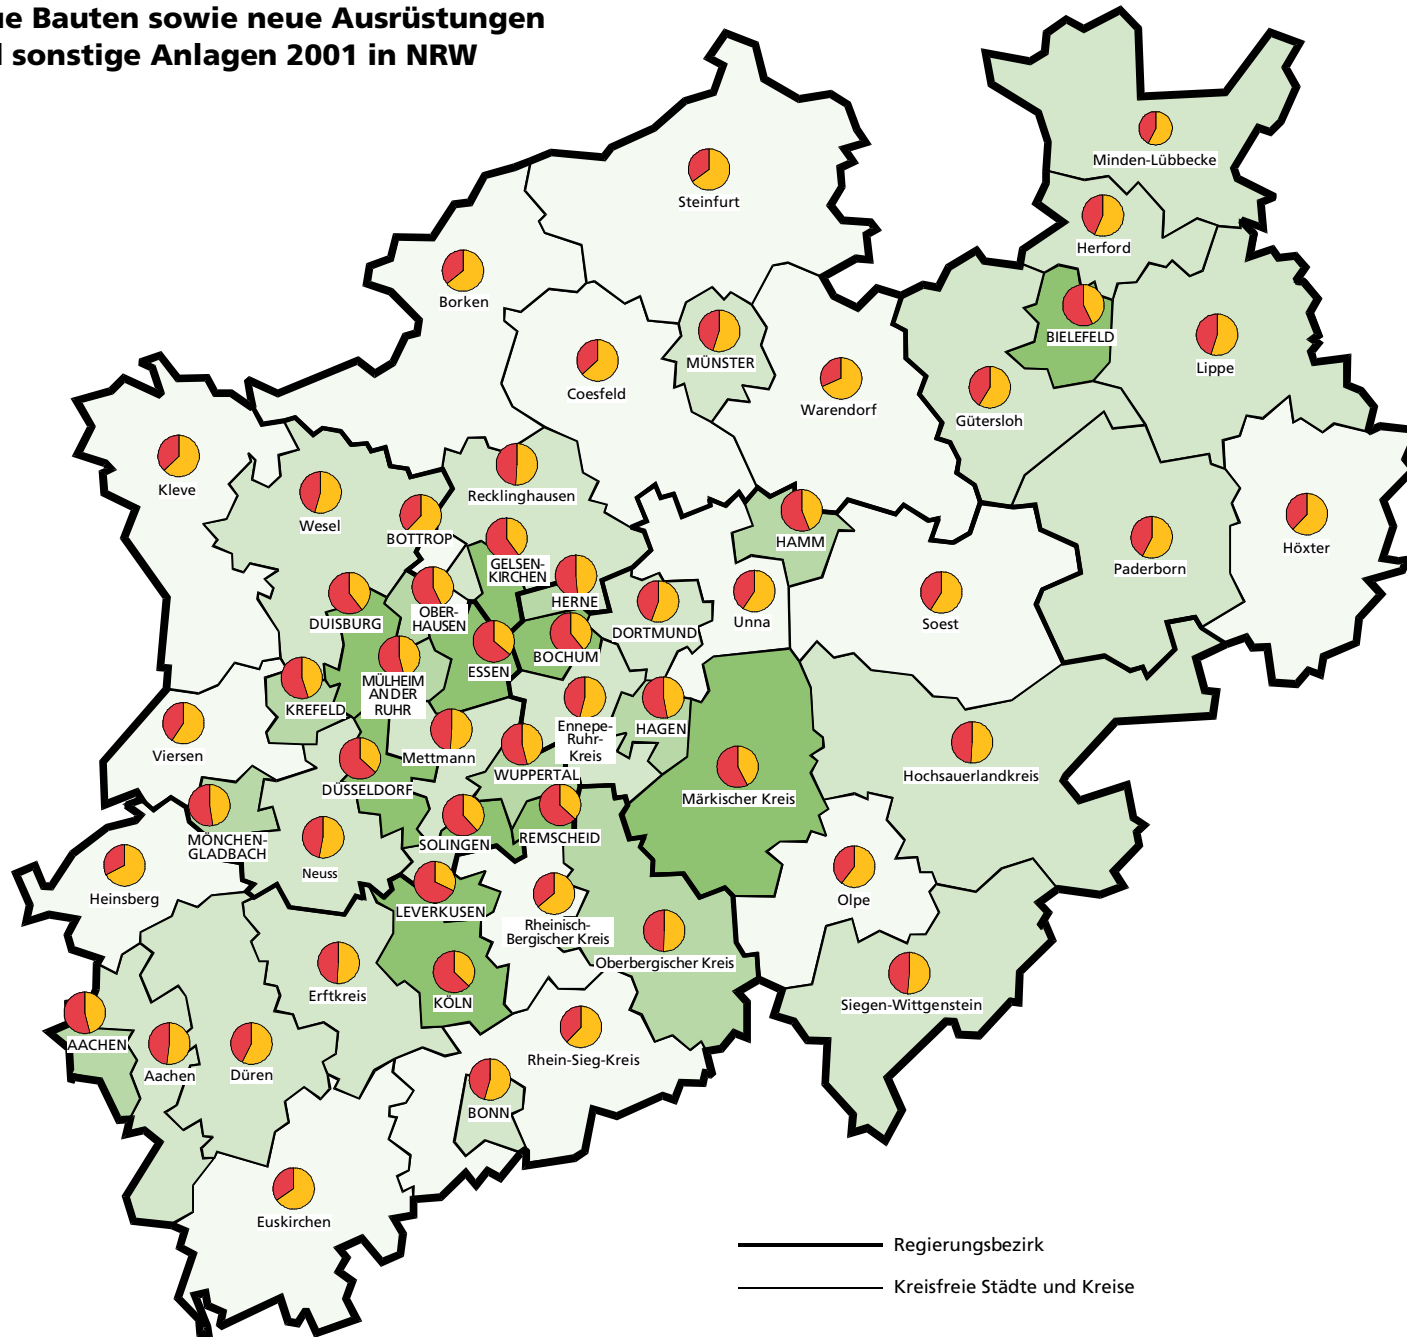 ue Bauten sowie neue Ausrüstungen
l sonstige Anlagen 2001 in NRW
Minden-Lübbecke
Steinfurt
Herford
Borken
BIELEFELD
MÜNSTER
Lippe
Coesfeld
Warendorf
Gütersloh
Kleve
Recklinghausen
Wesel
BOTTROP
HAMM
Höxter
GELSEN-
KIRCHEN
Paderborn
HERNE
OBER-
HAUSEN
DUISBURG
DORTMUND
Unna
Soest
BOCHUM
ESSEN
MÜLHEIM
AN DER
RUHR
KREFELD
Ennepe-
Ruhr-
Kreis
HAGEN
Viersen
Mettmann
WUPPERTAL
Hochsauerlandkreis
DÜSSELDORF
Märkischer Kreis
MÖNCHEN-
GLADBACH
SOLINGEN
REMSCHEID
Neuss
Heinsberg
Olpe
LEVERKUSEN
Rheinisch-
Bergischer Kreis
Oberbergischer Kreis
Erftkreis
KÖLN
Siegen-Wittgenstein
AACHEN
Aachen
Düren
Rhein-Sieg-Kreis
BONN
Euskirchen
Regierungsbezirk
Kreisfreie Städte und Kreise